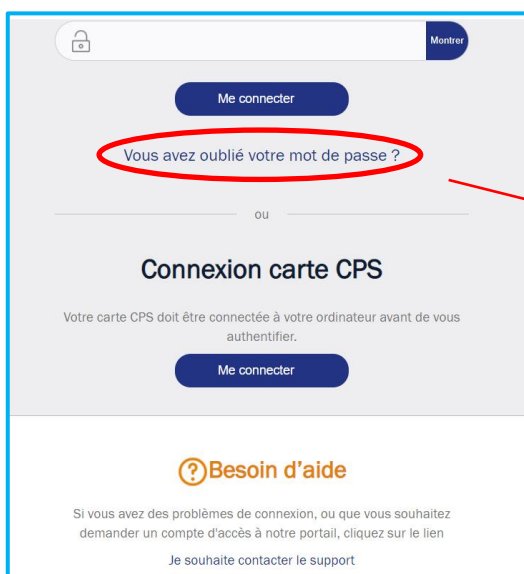 Montrer
Me connecter
Vous avez oublié votre mot de passe ?
ou
Connexion carte CPS
Votre carte CPS doit être connectée à votre ordinateur avant de vous
authentifier.
Me connecter
Besoin d'aide
Si vous avez des problèmes de connexion, ou que vous souhaitez
demander un compte d'accès à notre portail, cliquez sur le lien
Je souhaite contacter le support